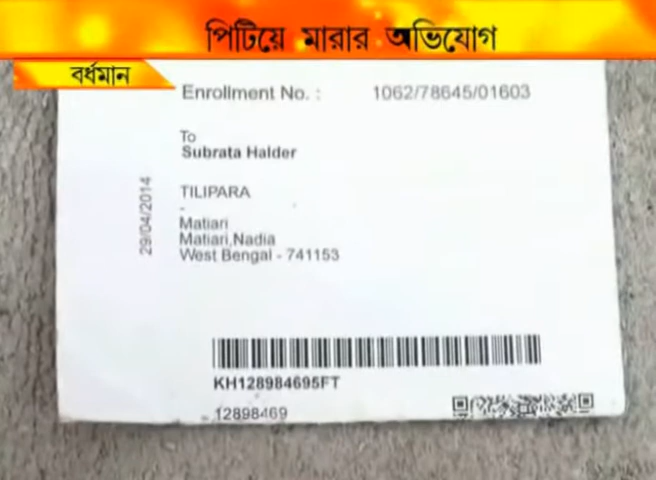 পিটিয়ে মারার অভিযোগ
বর্ধমান
Enrollment No. : 1062/78645/01603
To
Subrata Halder
TILIPARA
-
Matiari
Matiari,Nadia
West Bengal - 741153
29/04/2014
KH128984695FT
12898469